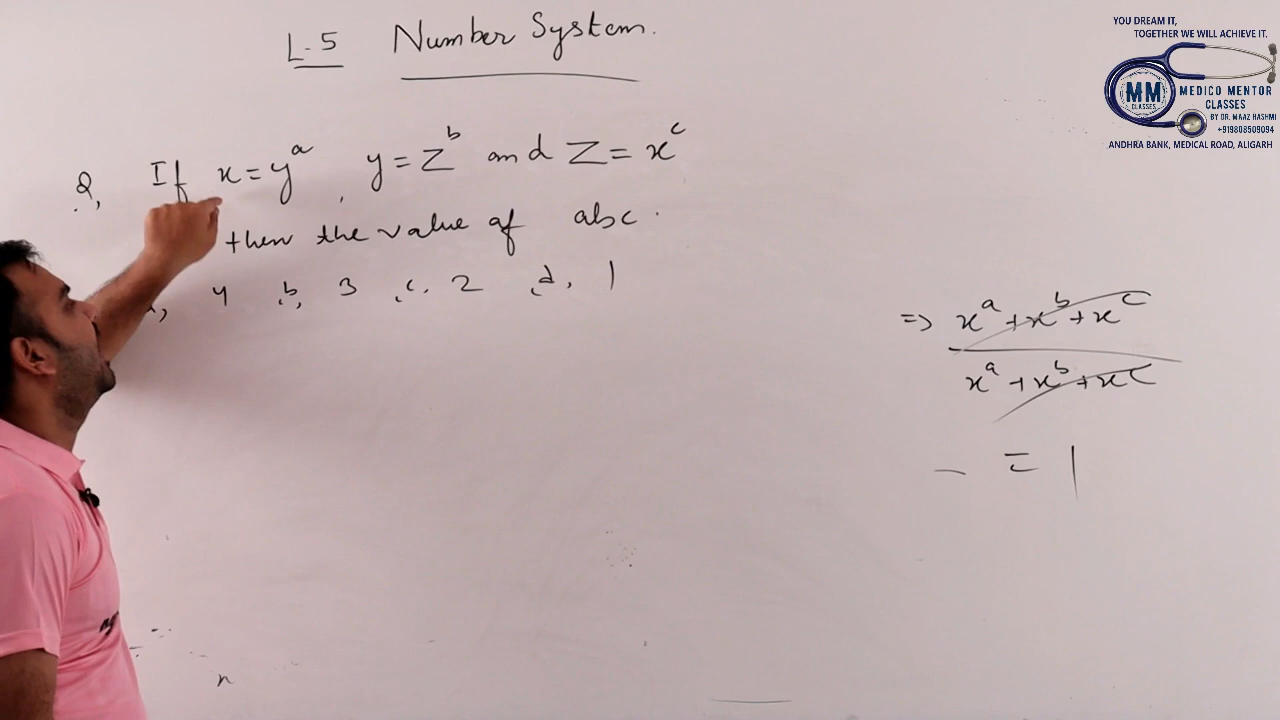 L-5 Number System.
Q, If x = y^a, y = z^b and z = x^c
then the value of abc.
a, 4 b, 3 c, 2 d, 1
=> x^a + x^b + x^c
x^a + x^b + x^c
= 1
n
YOU DREAM IT,
TOGETHER WE WILL ACHIEVE IT.
MM
CLASSES
MEDICO MENTOR
CLASSES
BY DR. MAAZ HASHMI
+919808509094
ANDHRA BANK, MEDICAL ROAD, ALIGARH